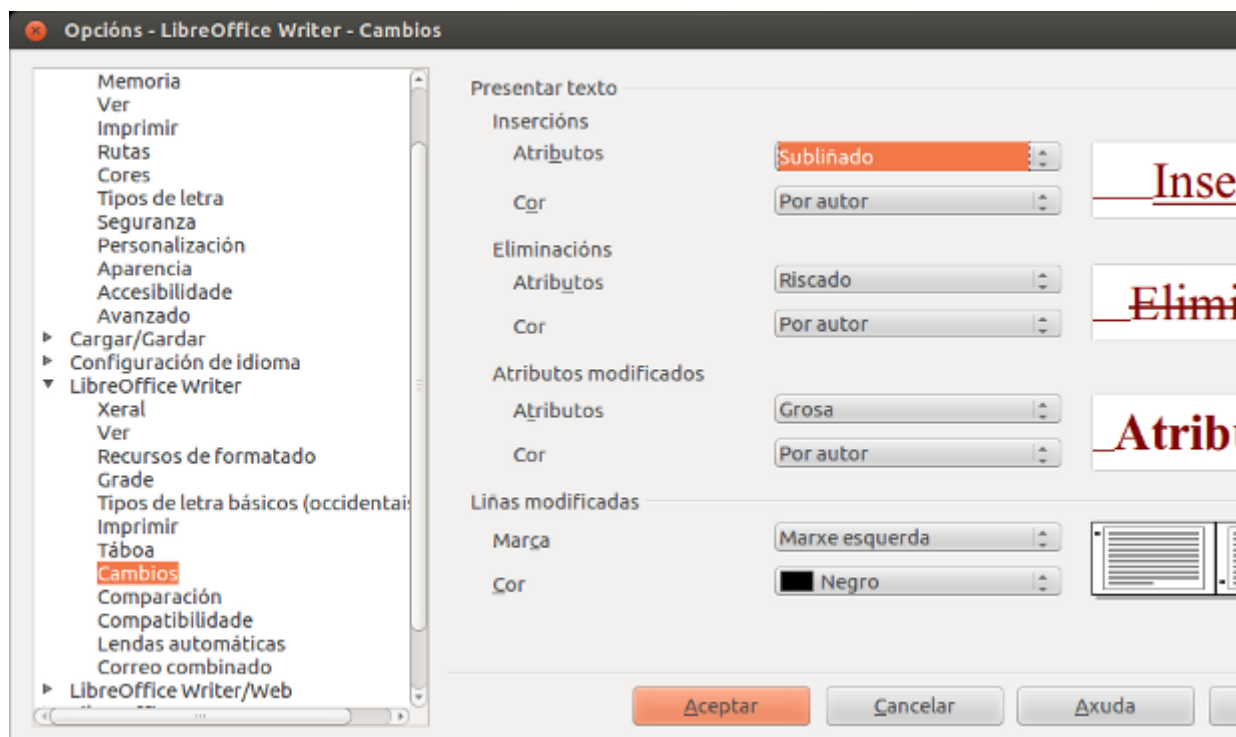 Opcións - LibreOffice Writer - Cambios
Memoria
Ver
Imprimir
Rutas
Cores
Tipos de letra
Seguranza
Personalización
Aparencia
Accesibilidade
Avanzado
Cargar/Gardar
Configuración de idioma
LibreOffice Writer
Xeral
Ver
Recursos de formatado
Grade
Tipos de letra básicos (occidentais
Imprimir
Táboa
Cambios
Comparación
Compatibilidade
Lendas automáticas
Correo combinado
LibreOffice Writer/Web
Presentar texto
Insercións
Atributos Subliñado
Cor Por autor
Inse
Eliminacións
Atributos Riscado
Cor Por autor
Elimi
Atributos modificados
Atributos Grosa
Cor Por autor
Atrib
Liñas modificadas
Marca Marxe esquerda
Cor Negro
Aceptar Cancelar Axuda